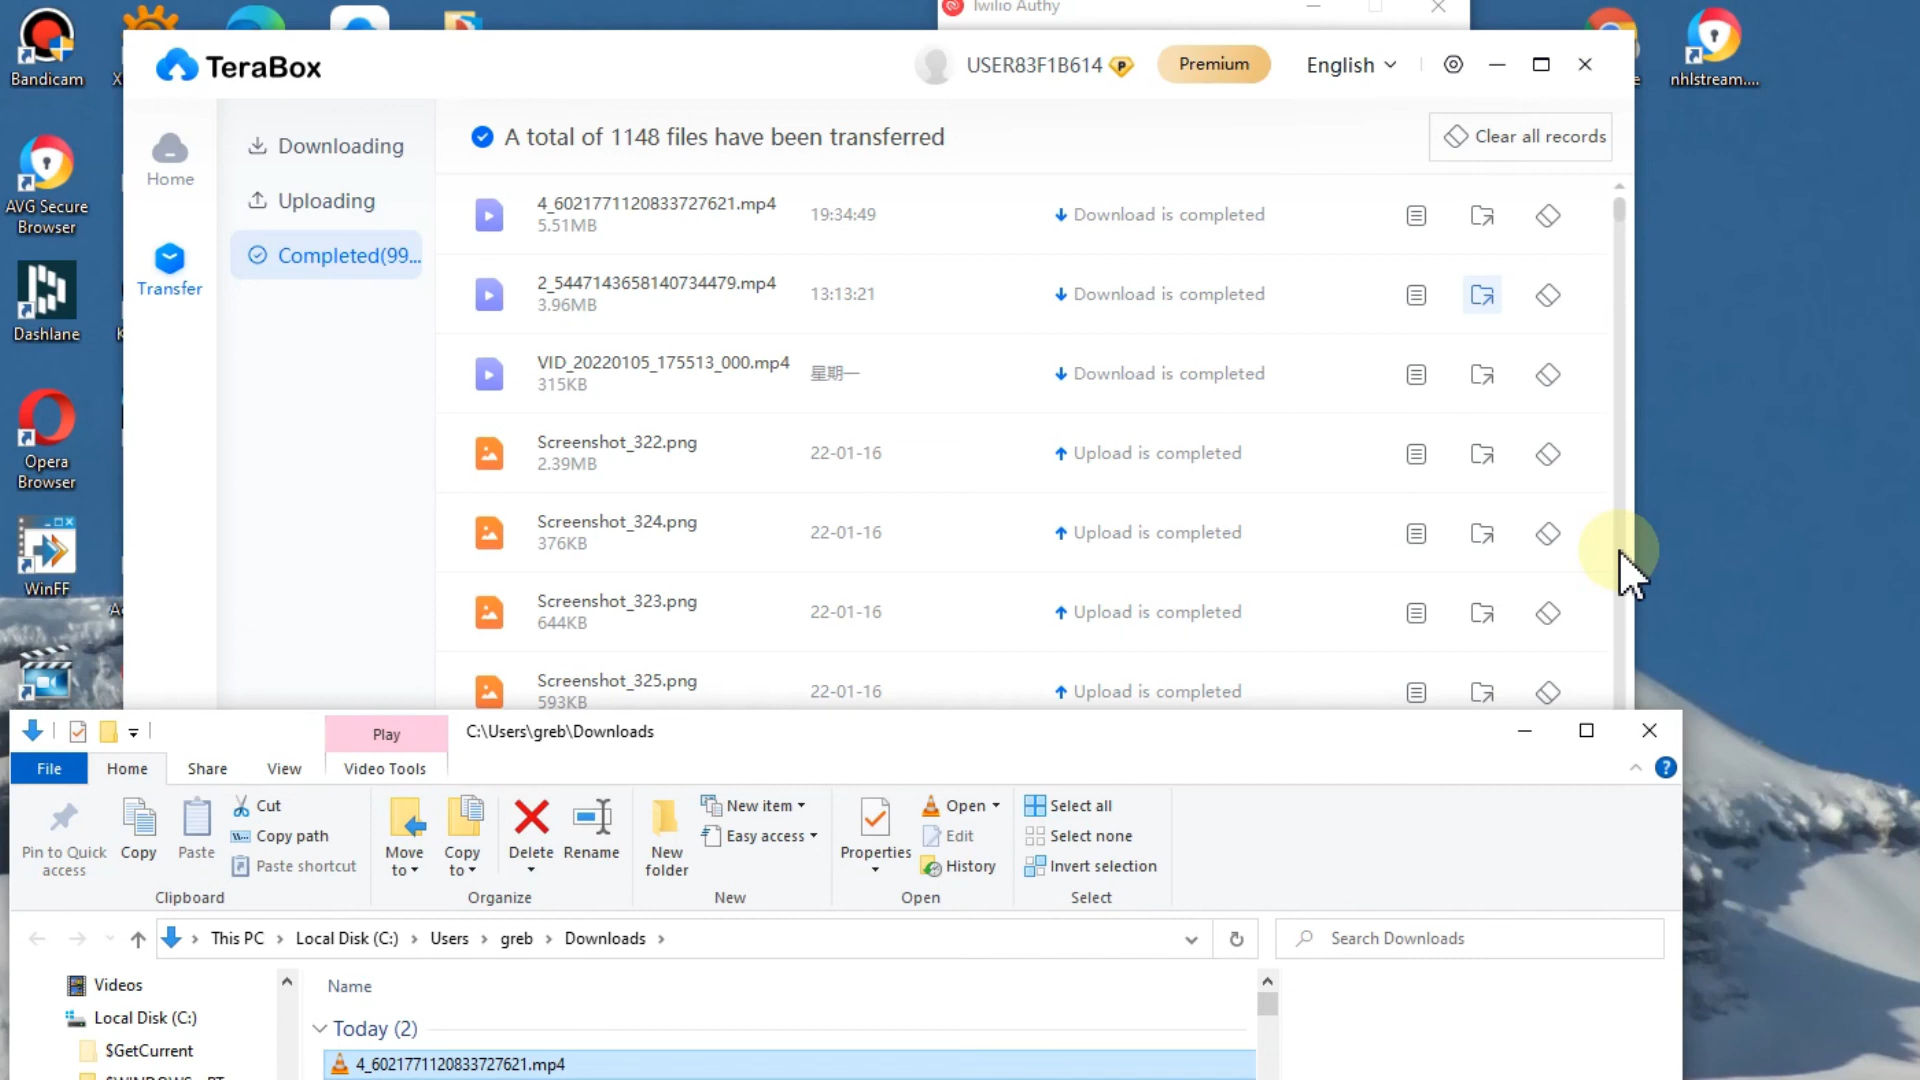 Twilio Authy
Bandicam
X
TeraBox
USER83F1B614
Premium
English
nhlstream....
AVG Secure
Browser
Dashlane
K
Opera
Browser
WinFF
Home
Transfer
Downloading
Uploading
Completed(99...
A total of 1148 files have been transferred
Clear all records
4_6021771120833727621.mp4
5.51MB
19:34:49
Download is completed
2_5447143658140734479.mp4
3.96MB
13:13:21
Download is completed
VID_20220105_175513_000.mp4
315KB
星期一
Download is completed
Screenshot_322.png
2.39MB
22-01-16
Upload is completed
Screenshot_324.png
376KB
22-01-16
Upload is completed
Screenshot_323.png
644KB
22-01-16
Upload is completed
Screenshot_325.png
593KB
22-01-16
Upload is completed
Play
C:\Users\greb\Downloads
File
Home
Share
View
Video Tools
Pin to Quick
access
Copy
Paste
Cut
Copy path
Paste shortcut
Clipboard
Move
to
Copy
to
Delete
Rename
Organize
New
folder
New item
Easy access
New
Properties
Open
Edit
History
Open
Select all
Select none
Invert selection
Select
This PC
Local Disk (C:)
Users
greb
Downloads
Search Downloads
Videos
Local Disk (C:)
$GetCurrent
Name
Today (2)
4_6021771120833727621.mp4